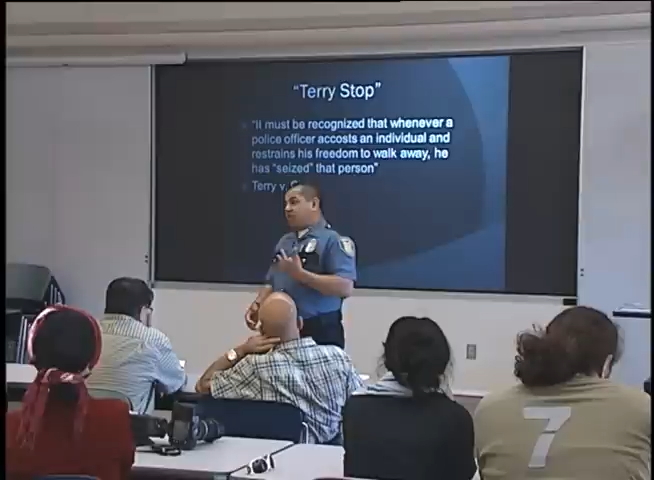 "Terry Stop"
"It must be recognized that whenever a
police officer accosts an individual and
restrains his freedom to walk away, he
has "seized" that person"
Terry v.
7